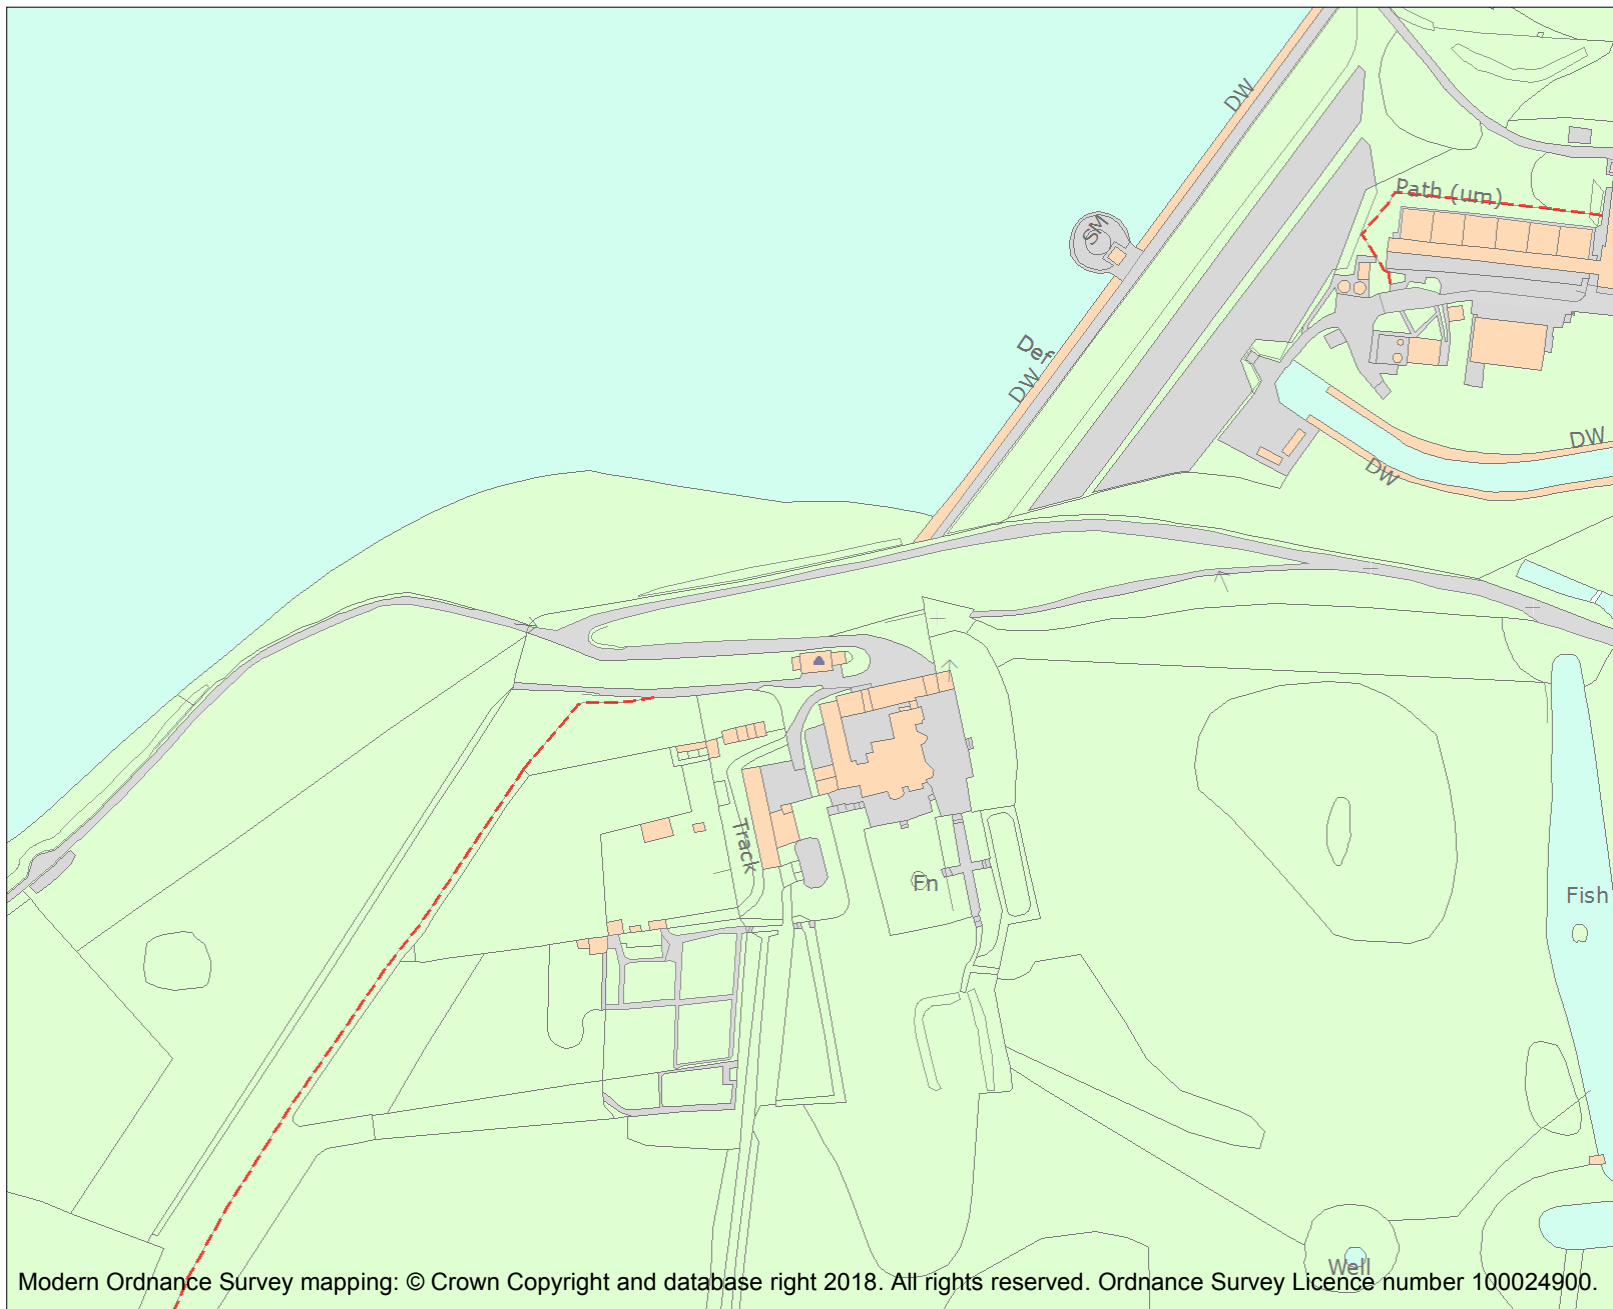 DW
Path (um)
SM
Def
DW
DW
DW
Track
Fn
Fish
Well
Modern Ordnance Survey mapping: © Crown Copyright and database right 2018. All rights reserved. Ordnance Survey Licence number 100024900.